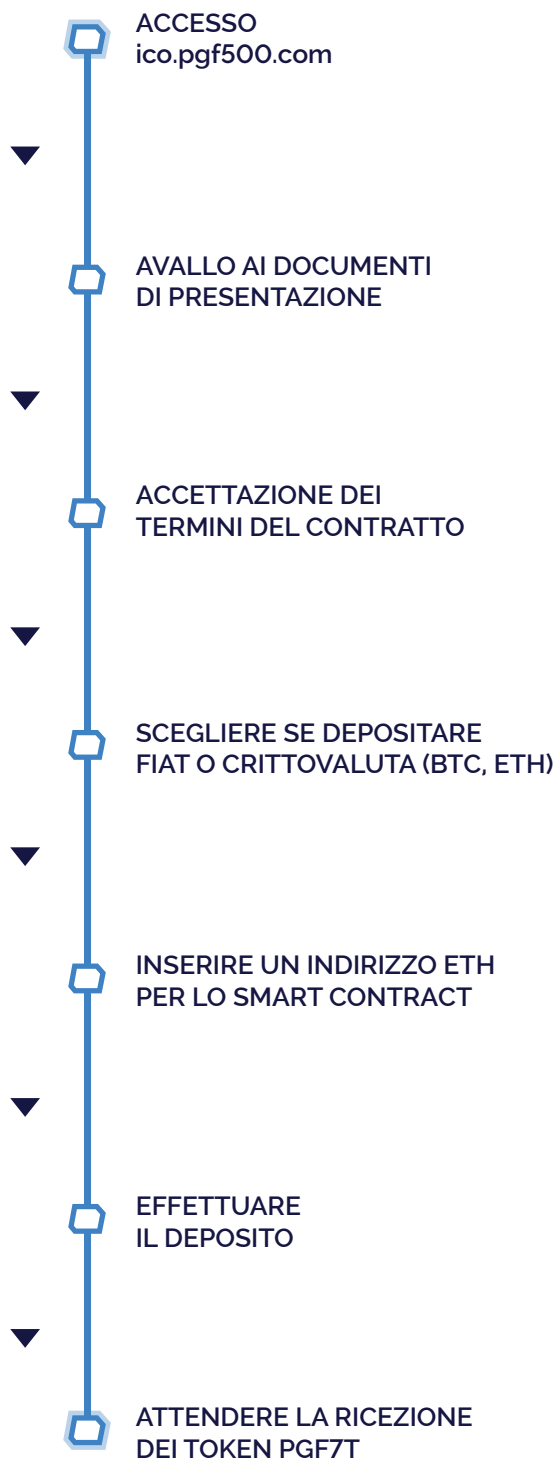 ACCESSO
ico.pgf500.com
AVALLO AI DOCUMENTI
DI PRESENTAZIONE
ACCETTAZIONE DEI
TERMINI DEL CONTRATTO
SCEGLIERE SE DEPOSITARE
FIAT O CRITTOVALUTA (BTC, ETH)
INSERIRE UN INDIRIZZO ETH
PER LO SMART CONTRACT
EFFETTUARE
IL DEPOSITO
ATTENDERE LA RICEZIONE
DEI TOKEN PGF7T